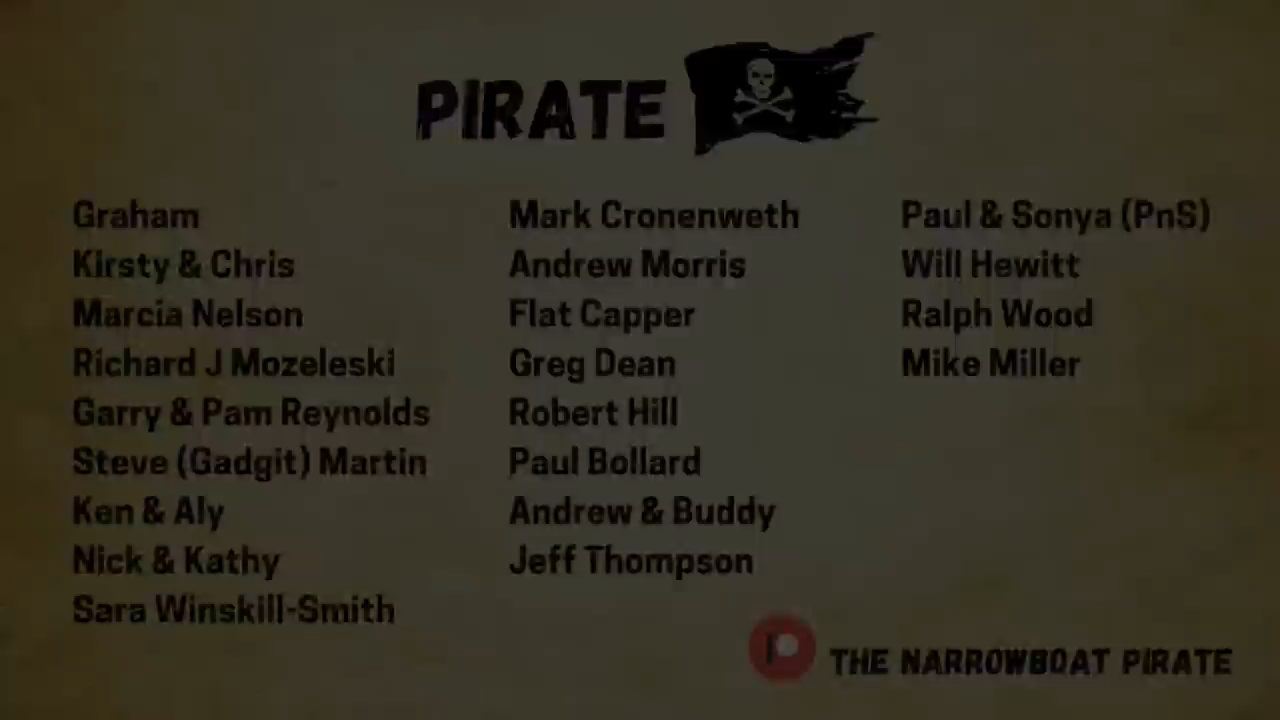 PIRATE
Graham
Kirsty & Chris
Marcia Nelson
Richard J Mozeleski
Garry & Pam Reynolds
Steve (Gadgit) Martin
Ken & Aly
Nick & Kathy
Sara Winskill-Smith
Mark Cronenweth
Andrew Morris
Flat Capper
Greg Dean
Robert Hill
Paul Bollard
Andrew & Buddy
Jeff Thompson
Paul & Sonya (PnS)
Will Hewitt
Ralph Wood
Mike Miller
THE NARROWBOAT PIRATE